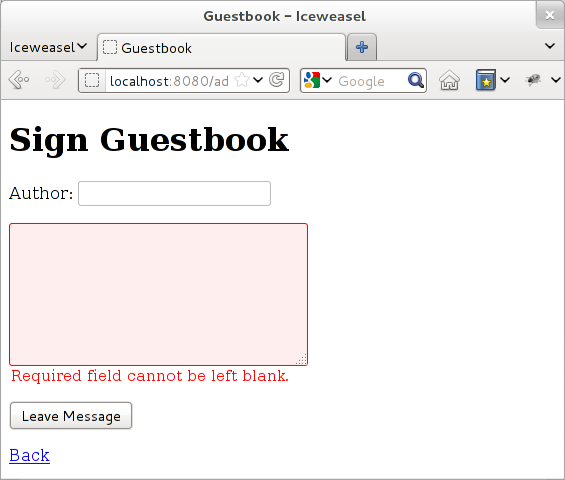 Guestbook - Iceweasel
Iceweasel
Guestbook
localhost:8080/ad
Google
Sign Guestbook
Author:
Required field cannot be left blank.
Leave Message
Back